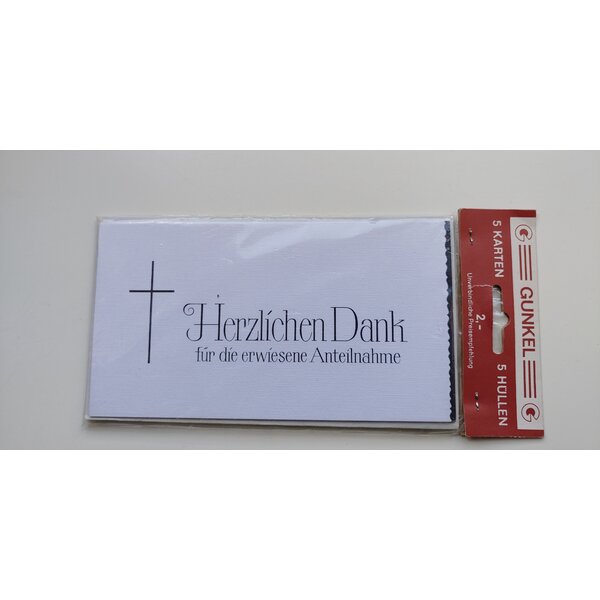 Herzlichen Dank
für die erwiesene Anteilnahme
GUNKEL
5 KARTEN 5 HÜLLEN
2,-
Unverbindliche Preisempfehlung